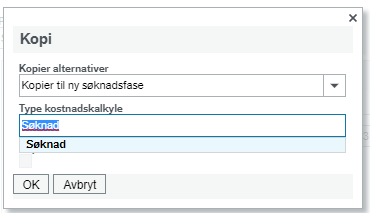 Kopi
Kopier alternativer
Kopier til ny søknadsfase
Type kostnadskalkyle
Søknad
Søknad
OK
Avbryt